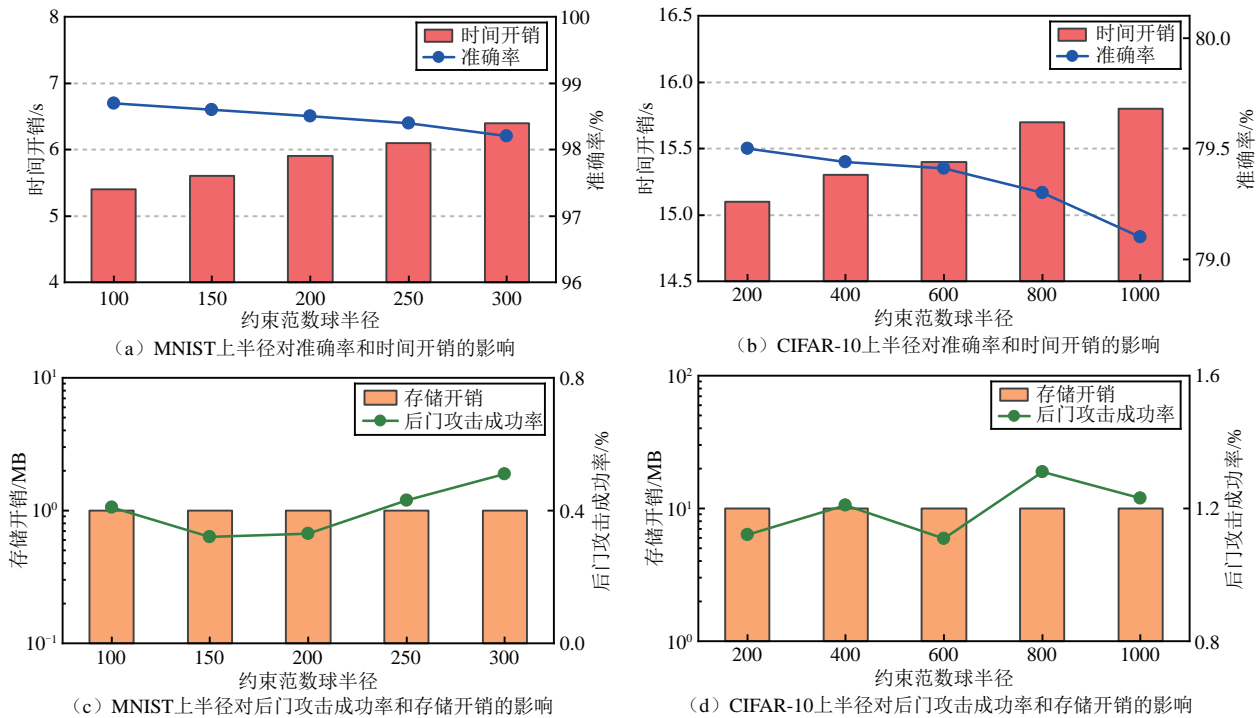 8
7
6
5
4
时间开销/s
时间开销
准确率
100
99
98
97
96
准确率/%
100
150
200
250
300
约束范数球半径
（a）MNIST上半径对准确率和时间开销的影响
16.5
16.0
15.5
15.0
14.5
时间开销/s
时间开销
准确率
80.0
79.5
79.0
准确率/%
200
400
600
800
1000
约束范数球半径
（b）CIFAR-10上半径对准确率和时间开销的影响
10¹
10⁰
10⁻¹
存储开销/MB
存储开销
后门攻击成功率
0.8
0.4
0.0
后门攻击成功率/%
100
150
200
250
300
约束范数球半径
（c）MNIST上半径对后门攻击成功率和存储开销的影响
10²
10¹
10⁰
存储开销/MB
存储开销
后门攻击成功率
1.6
1.2
0.8
后门攻击成功率/%
200
400
600
800
1000
约束范数球半径
（d）CIFAR-10上半径对后门攻击成功率和存储开销的影响